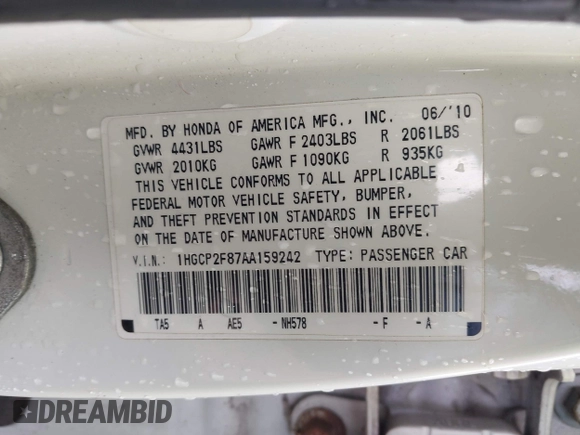 MFD. BY HONDA OF AMERICA MFG., INC. 06/'10
GVWR 4431LBS GAWR F 2403LBS R 2061LBS
GVWR 2010KG GAWR F 1090KG R 935KG
THIS VEHICLE CONFORMS TO ALL APPLICABLE
FEDERAL MOTOR VEHICLE SAFETY, BUMPER,
AND THEFT PREVENTION STANDARDS IN EFFECT
ON THE DATE OF MANUFACTURE SHOWN ABOVE.
V.I.N.: 1HGCP2F87AA159242 TYPE: PASSENGER CAR
TA5 A AE5 -NH578 -F -A
DREAMBID